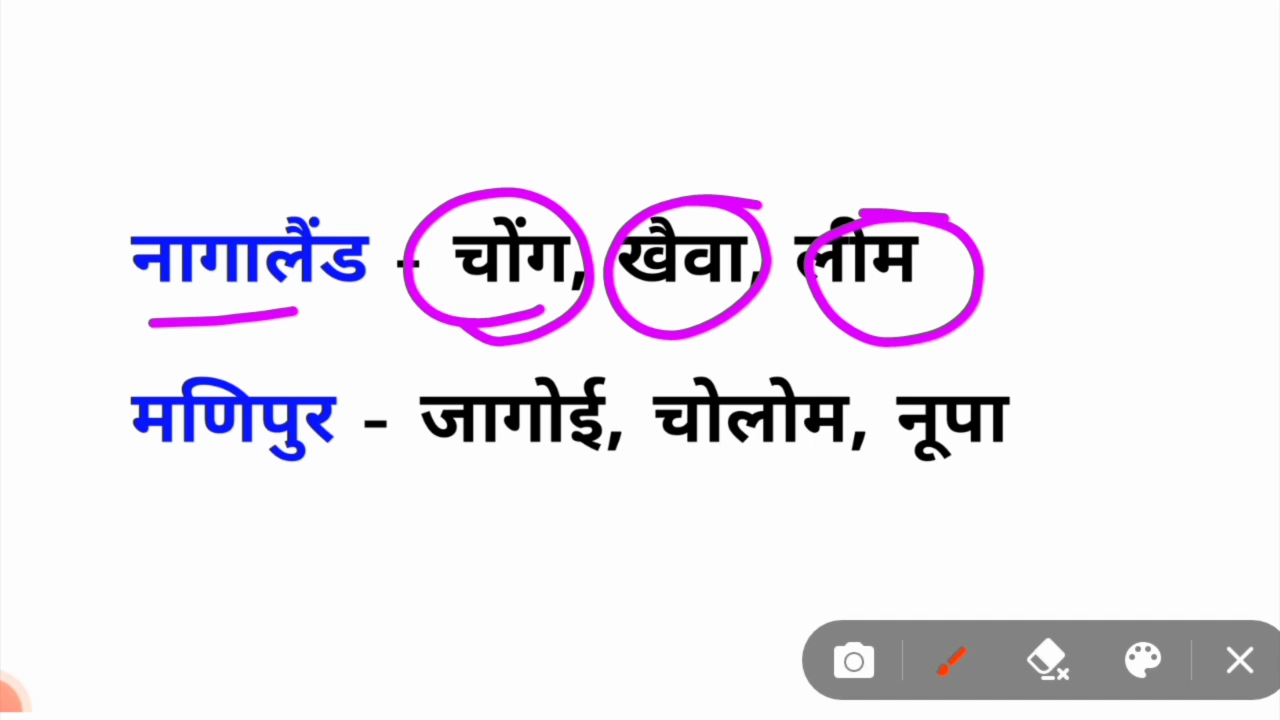 नागालैंड - चोंग, खैवा, लीम
मणिपुर - जागोई, चोलोम, नूपा